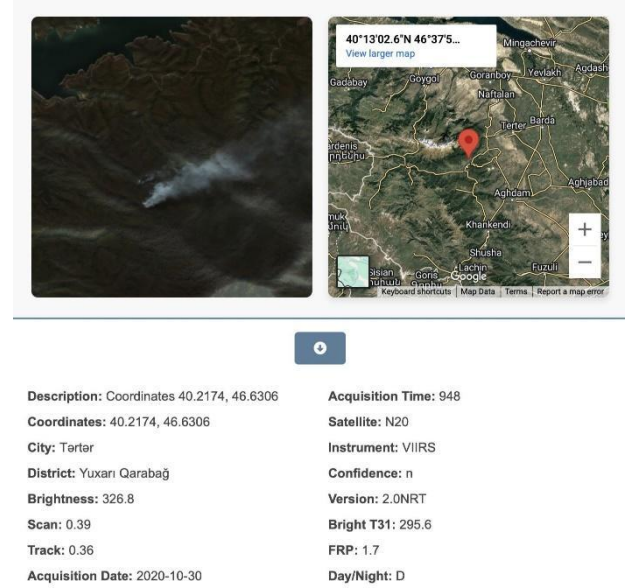 40°13'02.6"N 46°37'5...
View larger map
Mingachevir
Gadabay
Goygol
Goranboy
Yevlakh
Agdash
Naftalan
Terter
Barda
Aghdam
Khankendi
Shusha
Lachin
Fuzuli
Sisian
Goris
Google
Keyboard shortcuts
Map Data
Terms
Report a map error
Description: Coordinates 40.2174, 46.6306
Coordinates: 40.2174, 46.6306
City: Tərtər
District: Yuxarı Qarabağ
Brightness: 326.8
Scan: 0.39
Track: 0.36
Acquisition Date: 2020-10-30
Acquisition Time: 948
Satellite: N20
Instrument: VIIRS
Confidence: n
Version: 2.0NRT
Bright T31: 295.6
FRP: 1.7
Day/Night: D